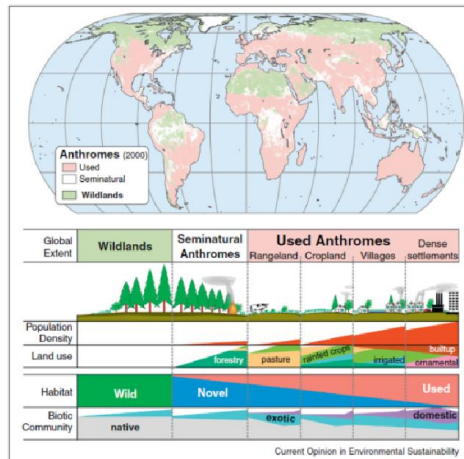 Anthromes (2000)
Used
Seminatural
Wildlands
Global Extent
Wildlands
Seminatural Anthromes
Used Anthromes
Rangeland
Cropland
Villages
Dense settlements
Population Density
Land use
forestry
pasture
rainfed crops
irrigated
builtup
ornamental
Habitat
Wild
Novel
Used
Biotic Community
native
exotic
domestic
Current Opinion in Environmental Sustainability